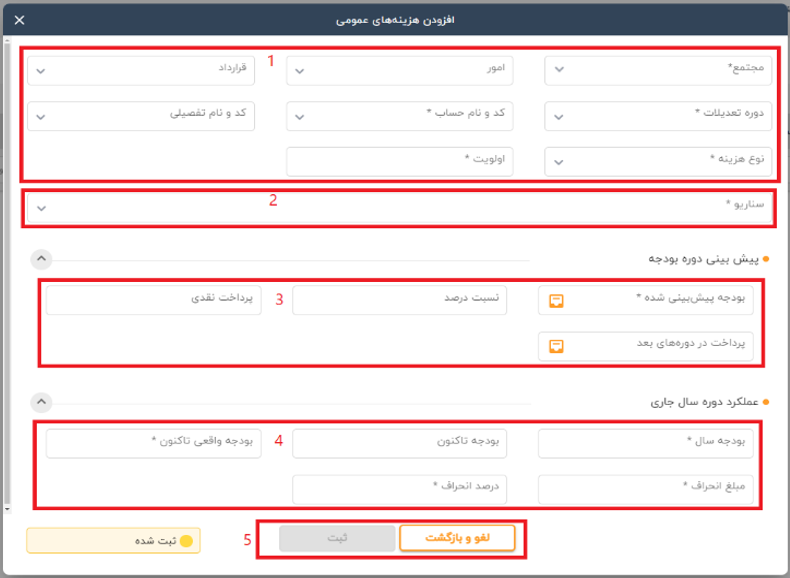 افزودن هزینه‌های عمومی
1
مجتمع*
امور
قرارداد
دوره تعدیلات *
کد و نام حساب *
کد و نام تفصیلی
نوع هزینه *
اولویت *
2
سناریو *
پیش بینی دوره بودجه
3
بودجه پیش‌بینی شده *
نسبت درصد
پرداخت نقدی
پرداخت در دوره‌های بعد
عملکرد دوره سال جاری
4
بودجه سال *
بودجه تاکنون
بودجه واقعی تاکنون *
مبلغ انحراف *
درصد انحراف *
5
لغو و بازگشت
ثبت
ثبت شده